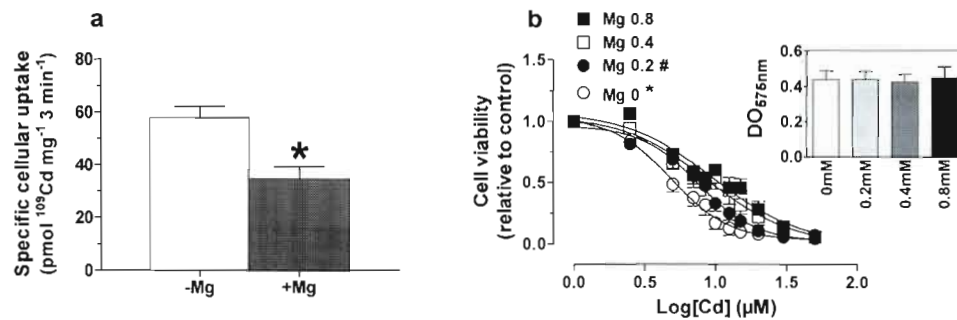 a
Specific cellular uptake
(pmol ¹⁰⁹Cd mg⁻¹ 3 min⁻¹)
80
60
40
20
0
*
-Mg
+Mg
b
Mg 0.8
Mg 0.4
Mg 0.2 #
Mg 0 *
Cell viability
(relative to control)
1.5
1.0
0.5
0.0
0.0
0.5
1.0
1.5
2.0
Log[Cd] (µM)
DO575nm
0.6
0.4
0.2
0.0
0mM
0.2mM
0.4mM
0.8mM